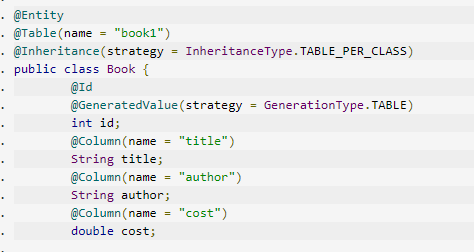 . @Entity
. @Table(name = "book1")
. @Inheritance(strategy = InheritanceType.TABLE_PER_CLASS)
. public class Book {
.         @Id
.         @GeneratedValue(strategy = GenerationType.TABLE)
.         int id;
.         @Column(name = "title")
.         String title;
.         @Column(name = "author")
.         String author;
.         @Column(name = "cost")
.         double cost;
.